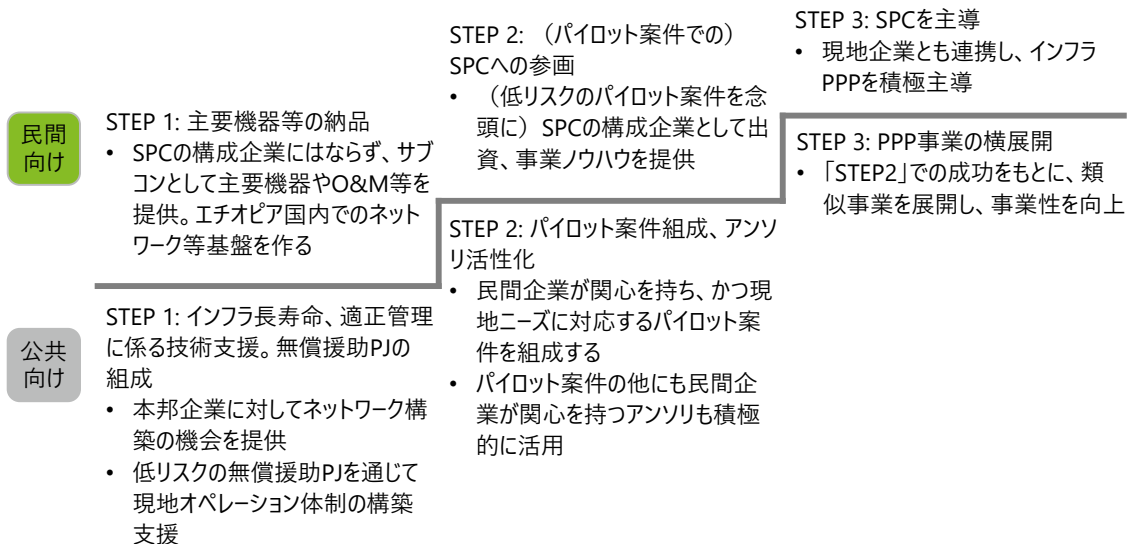 民間
向け
STEP 1: 主要機器等の納品
• SPCの構成企業にはならず、サブ
コンとして主要機器やO&M等を
提供。エチオピア国内でのネット
ワーク等基盤を作る
STEP 2: （パイロット案件での）
SPCへの参画
• （低リスクのパイロット案件を念
頭に）SPCの構成企業として出
資、事業ノウハウを提供
STEP 3: SPCを主導
• 現地企業とも連携し、インフラ
PPPを積極主導
公共
向け
STEP 1: インフラ長寿命、適正管理
に係る技術支援。無償援助PJの
組成
• 本邦企業に対してネットワーク構
築の機会を提供
• 低リスクの無償援助PJを通じて
現地オペレーション体制の構築
支援
STEP 2: パイロット案件組成、アンソ
リ活性化
• 民間企業が関心を持ち、かつ現
地ニーズに対応するパイロット案
件を組成する
• パイロット案件の他にも民間企
業が関心を持つアンソリも積極
的に活用
STEP 3: PPP事業の横展開
• 「STEP2」での成功をもとに、類
似事業を展開し、事業性を向上